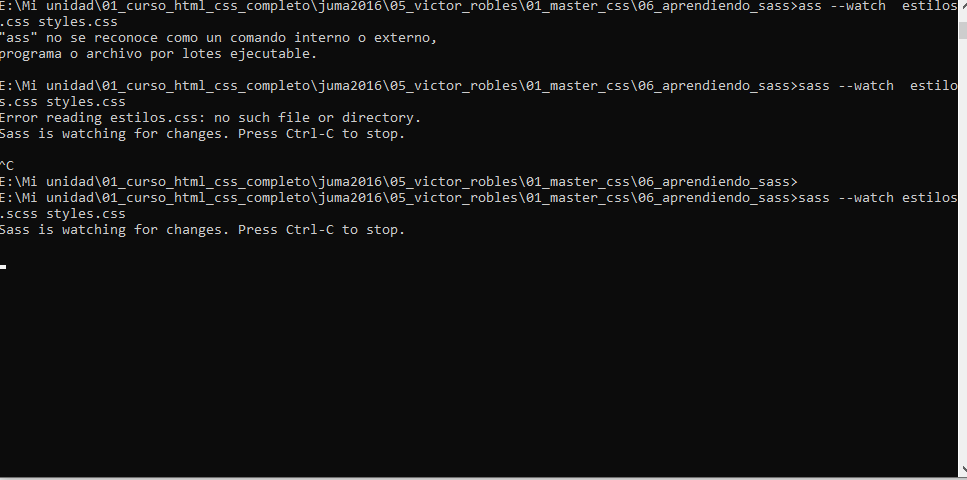 E:\Mi unidad\01_curso_html_css_completo\juma2016\05_victor_robles\01_master_css\06_aprendiendo_sass>ass --watch  estilos
.css styles.css
"ass" no se reconoce como un comando interno o externo,
programa o archivo por lotes ejecutable.
E:\Mi unidad\01_curso_html_css_completo\juma2016\05_victor_robles\01_master_css\06_aprendiendo_sass>sass --watch  estilo
s.css styles.css
Error reading estilos.css: no such file or directory.
Sass is watching for changes. Press Ctrl-C to stop.
^C
E:\Mi unidad\01_curso_html_css_completo\juma2016\05_victor_robles\01_master_css\06_aprendiendo_sass>
E:\Mi unidad\01_curso_html_css_completo\juma2016\05_victor_robles\01_master_css\06_aprendiendo_sass>sass --watch estilos
.scss styles.css
Sass is watching for changes. Press Ctrl-C to stop.